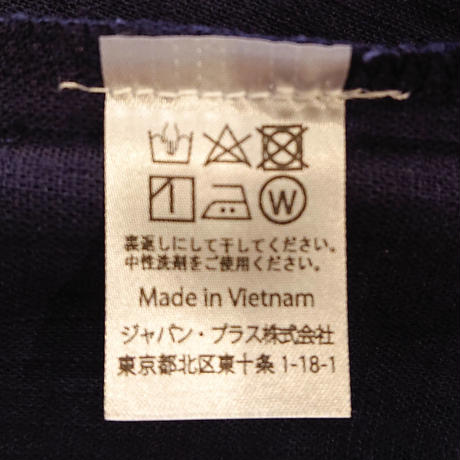 W
裏返しにして干してください。
中性洗剤をご使用ください。
Made in Vietnam
ジャパン・プラス株式会社
東京都北区東十条 1-18-1